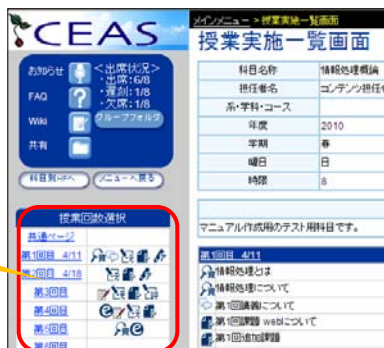 CEAS
お知らせ
<出席状況>
・出席:6/8
・遅刻:1/8
・欠席:1/8
FAQ
Wiki
グループフォルダ
共有
科目別HPへ
メニューへ戻る
授業回数選択
共通ページ
第1回目 4/11
第2回目 4/18
第3回目
第4回目
第5回目
第6回目
メインメニュー > 授業実施一覧画面
授業実施一覧画面
科目名称 情報処理概論
担任者名 コンテンツ担任
系・学科・コース
年度 2010
学期 春
曜日 日
時限 8
マニュアル作成用のテスト用科目です。
第1回目 4/11
情報処理とは
情報処理について
第1回講義について
第1回課題 webについて
第1回追加課題